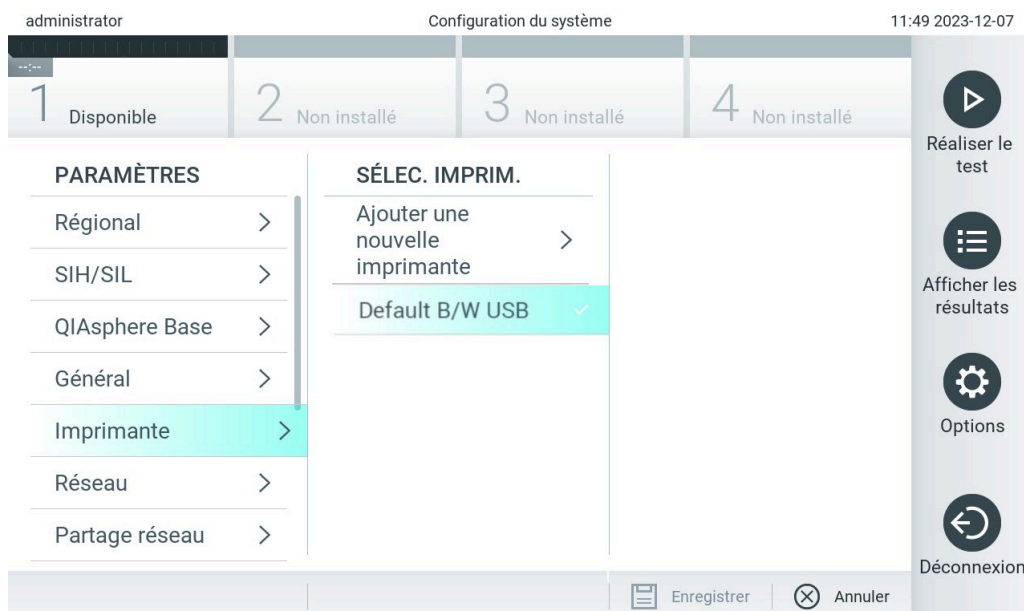 administrator
Configuration du système
11:49 2023-12-07
--:--
1 Disponible
2 Non installé
3 Non installé
4 Non installé
PARAMÈTRES
Régional
SIH/SIL
QIAsphere Base
Général
Imprimante
Réseau
Partage réseau
SÉLEC. IMPRIM.
Ajouter une
nouvelle
imprimante
Default B/W USB
Réaliser le
test
Afficher les
résultats
Options
Déconnexion
Enregistrer
Annuler